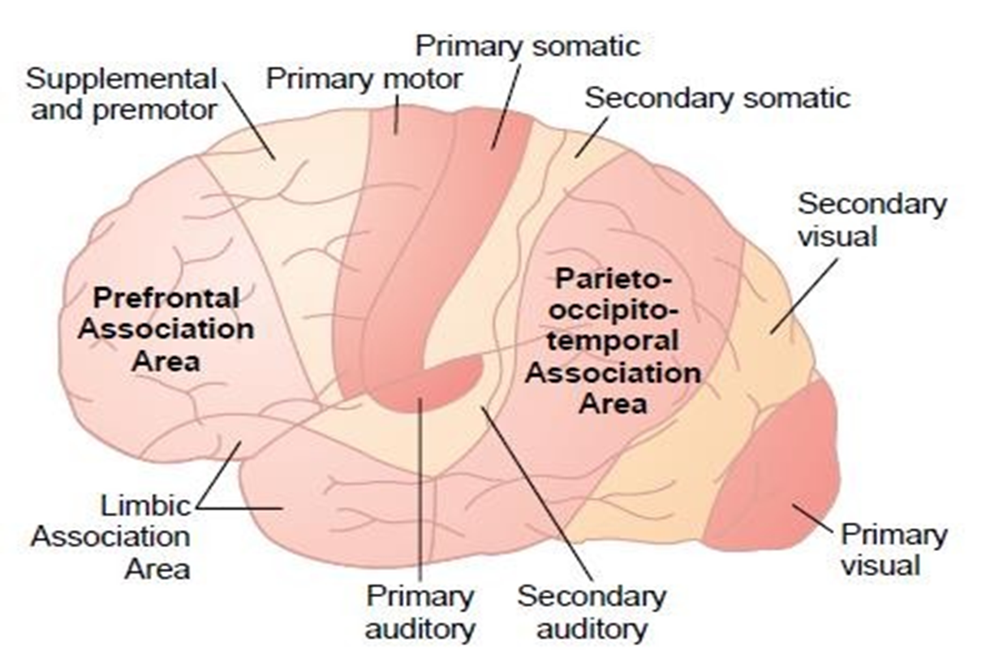 Primary somatic
Supplemental
and premotor
Primary motor
Secondary somatic
Secondary
visual
Prefrontal
Association
Area
Parieto-
occipito-
temporal
Association
Area
Limbic
Association
Area
Primary
auditory
Secondary
auditory
Primary
visual